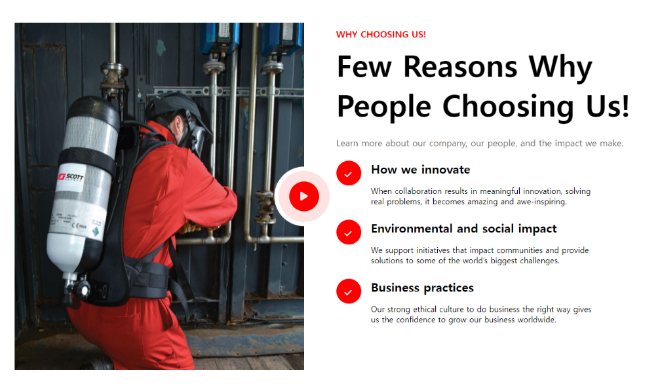 WHY CHOOSING US!
Few Reasons Why
People Choosing Us!
Learn more about our company, our people, and the impact we make.
How we innovate
When collaboration results in meaningful innovation, solving
real problems, it becomes amazing and awe-inspiring.
Environmental and social impact
We support initiatives that impact communities and provide
solutions to some of the world's biggest challenges.
Business practices
Our strong ethical culture to do business the right way gives
us the confidence to grow our business worldwide.
SCOTT
CE